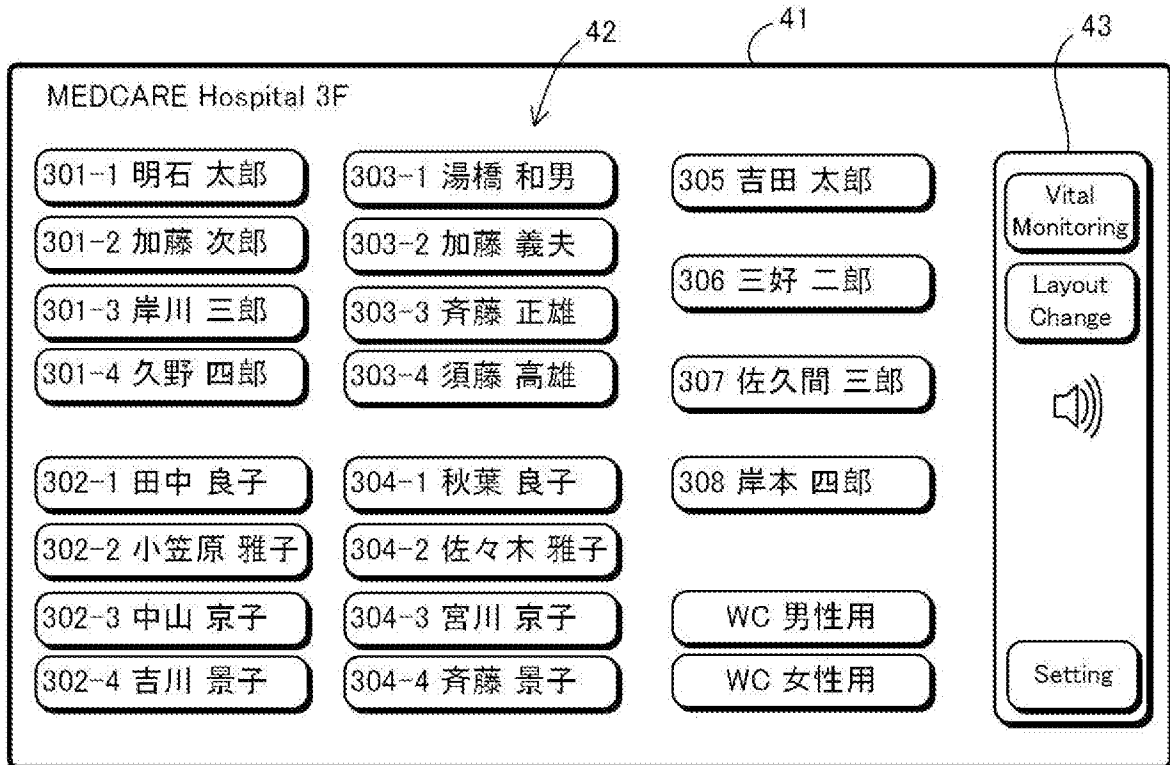 42
41
43
MEDCARE Hospital 3F
301-1 明石 太郎
301-2 加藤 次郎
301-3 岸川 三郎
301-4 久野 四郎
302-1 田中 良子
302-2 小笠原 雅子
302-3 中山 京子
302-4 吉川 景子
303-1 湯橋 和男
303-2 加藤 義夫
303-3 斉藤 正雄
303-4 須藤 高雄
304-1 秋葉 良子
304-2 佐々木 雅子
304-3 宮川 京子
304-4 斉藤 景子
305 吉田 太郎
306 三好 二郎
307 佐久間 三郎
308 岸本 四郎
WC 男性用
WC 女性用
Vital
Monitoring
Layout
Change
Setting